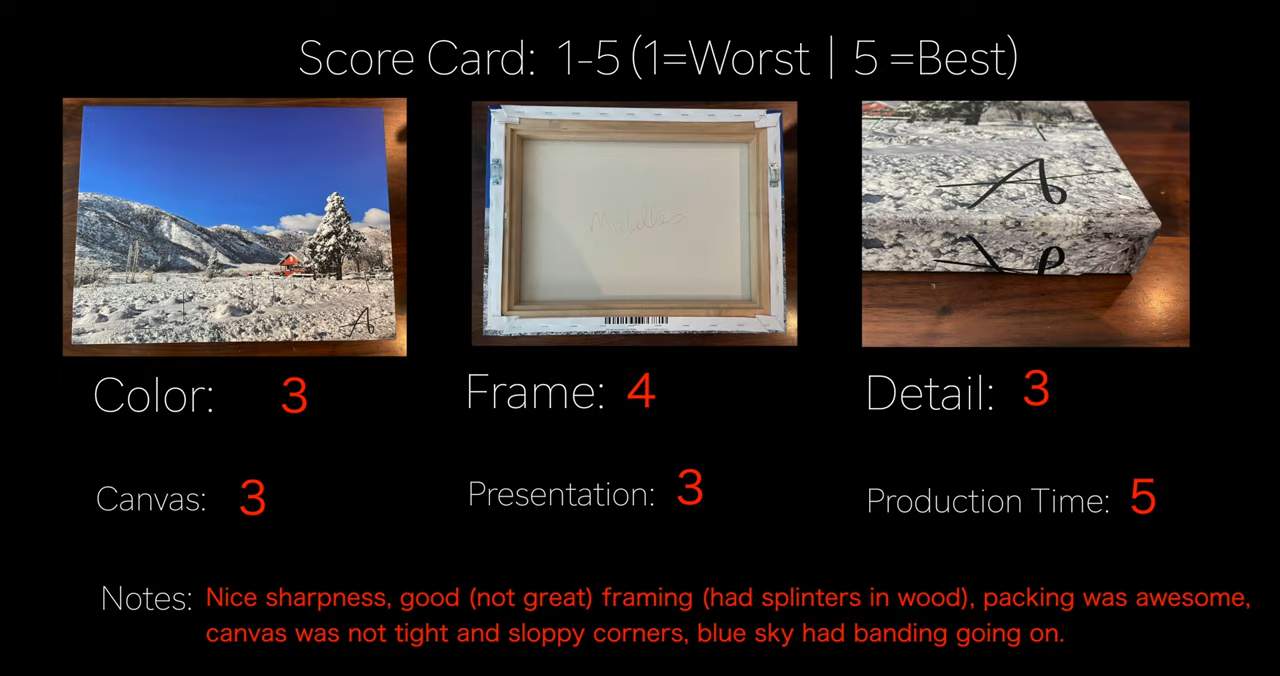 Score Card: 1-5 (1=Worst | 5 =Best)
Color: 3
Frame: 4
Detail: 3
Canvas: 3
Presentation: 3
Production Time: 5
Notes: Nice sharpness, good (not great) framing (had splinters in wood), packing was awesome,
canvas was not tight and sloppy corners, blue sky had banding going on.